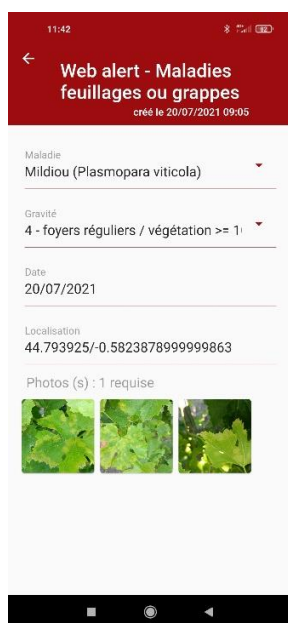 11:42
Web alert - Maladies
feuillages ou grappes
créé le 20/07/2021 09:05
Maladie
Mildiou (Plasmopara viticola)
Gravité
4 - foyers réguliers / végétation >= 1
Date
20/07/2021
Localisation
44.793925/-0.5823878999999863
Photos (s) : 1 requise